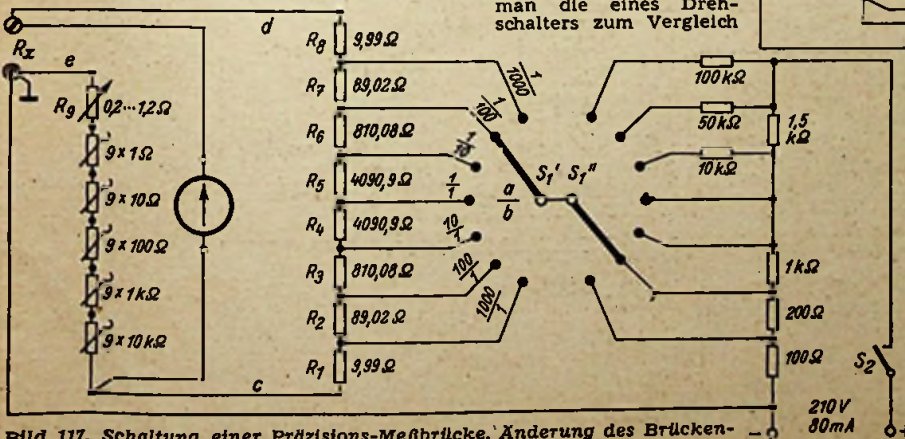 man die eines Dreh-
schalters zum Vergleich
d
Rx
e
R9 0,2...1,2Ω
9×1Ω
9×10Ω
9×100Ω
9×1kΩ
9×10kΩ
c
R8 9,99Ω
R7 89,02Ω
R6 810,08Ω
R5 4090,9Ω
R4 4090,9Ω
R3 810,08Ω
R2 89,02Ω
R1 9,99Ω
1/1000
1/100
1/10
1/1
10/1
100/1
1000/1
a/b
S1' S1"
100kΩ
50kΩ
10kΩ
1,5
kΩ
1kΩ
200Ω
100Ω
S2
210V
80mA
– +
Bild 117. Schaltung einer Präzisions-Meßbrücke. Änderung des Brücken-